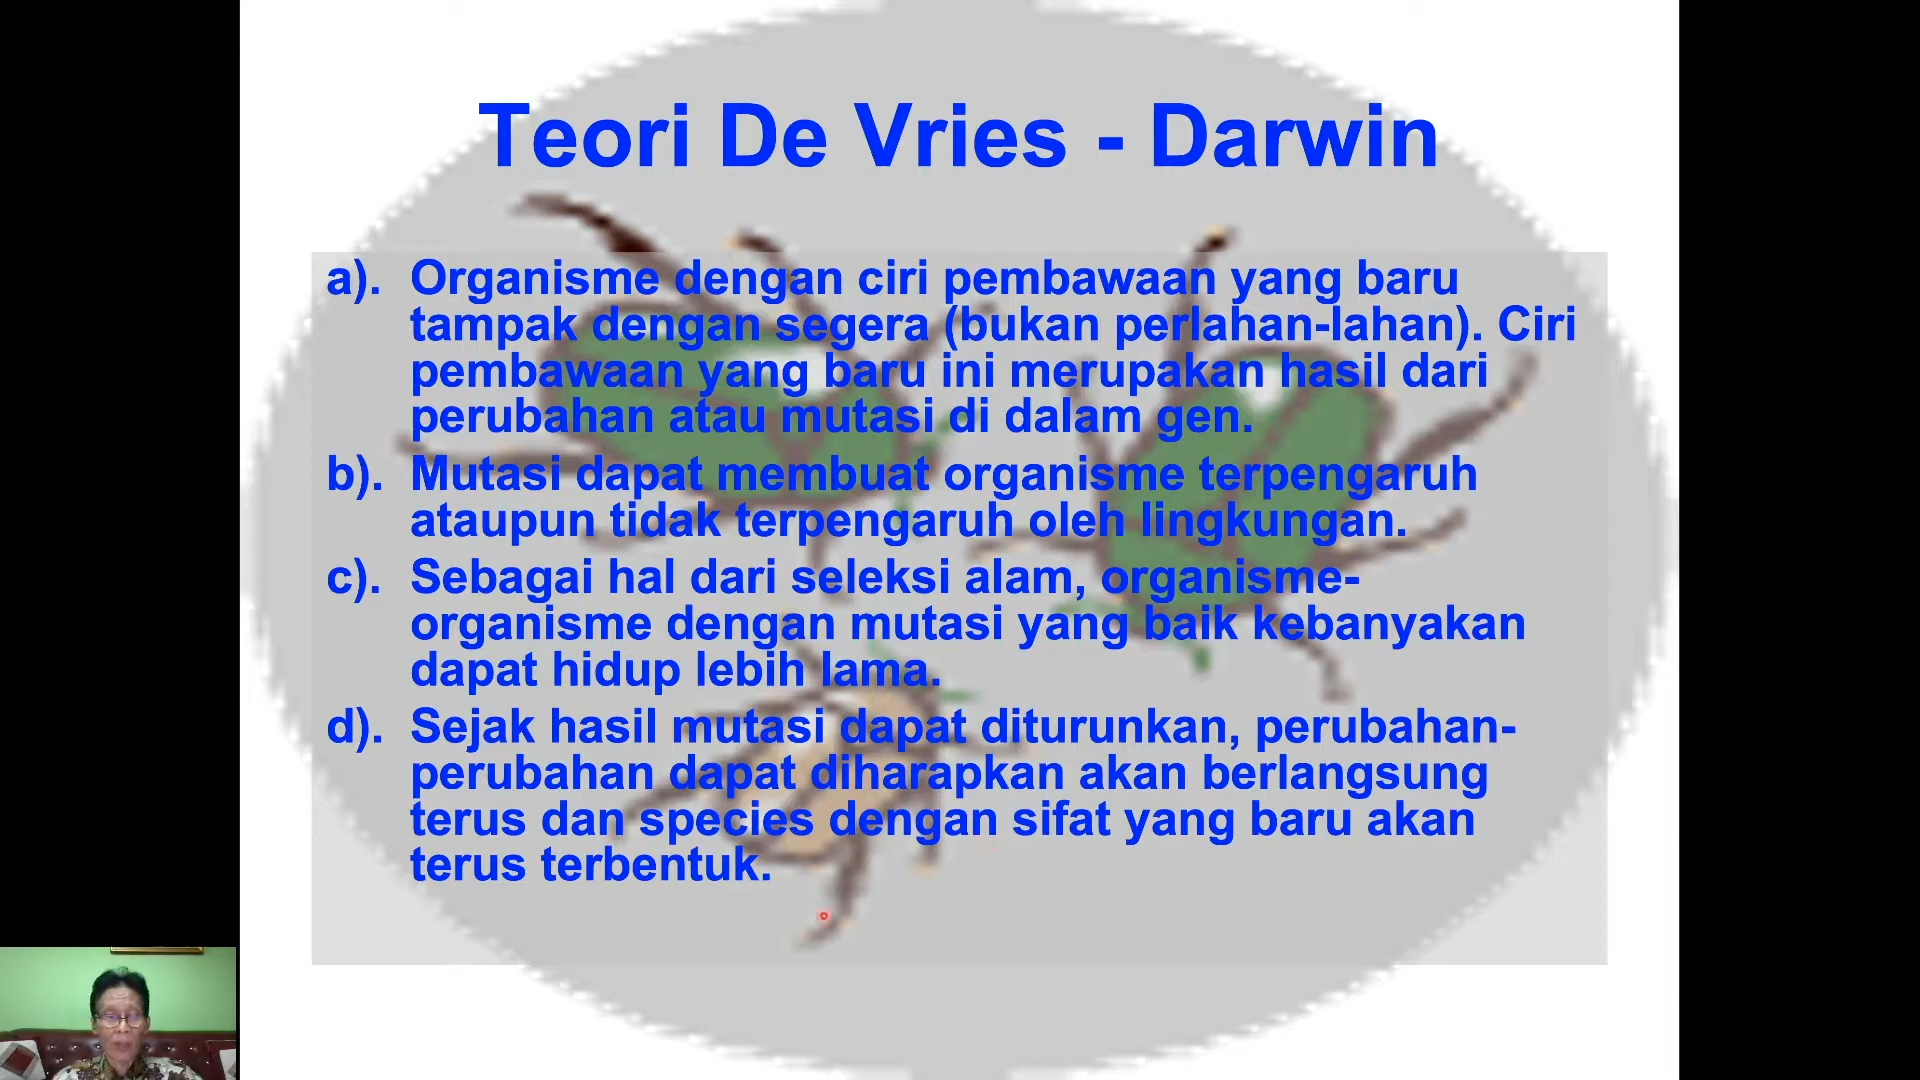 Teori De Vries - Darwin
a). Organisme dengan ciri pembawaan yang baru
tampak dengan segera (bukan perlahan-lahan). Ciri
pembawaan yang baru ini merupakan hasil dari
perubahan atau mutasi di dalam gen.
b). Mutasi dapat membuat organisme terpengaruh
ataupun tidak terpengaruh oleh lingkungan.
c). Sebagai hal dari seleksi alam, organisme-
organisme dengan mutasi yang baik kebanyakan
dapat hidup lebih lama.
d). Sejak hasil mutasi dapat diturunkan, perubahan-
perubahan dapat diharapkan akan berlangsung
terus dan species dengan sifat yang baru akan
terus terbentuk.